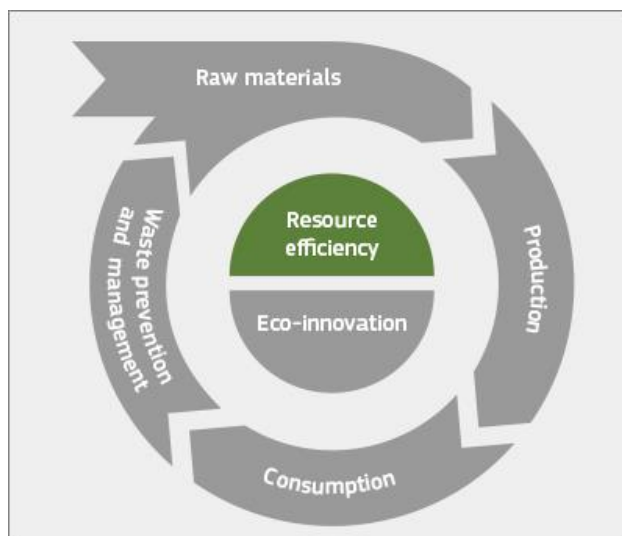 Raw materials
Production
Consumption
Waste prevention
and management
Resource
efficiency
Eco-innovation